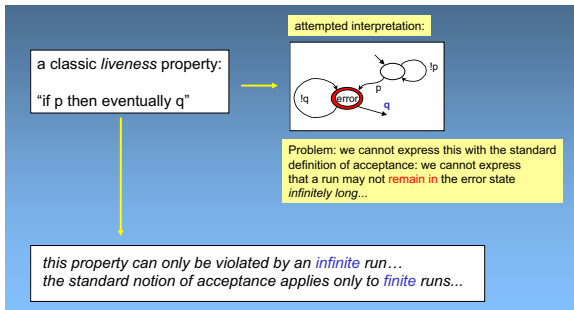 attempted interpretation:
a classic liveness property:
“if p then eventually q”
!p
p
!q
error
q
Problem: we cannot express this with the standard
definition of acceptance: we cannot express
that a run may not remain in the error state
infinitely long...
this property can only be violated by an infinite run…
the standard notion of acceptance applies only to finite runs...